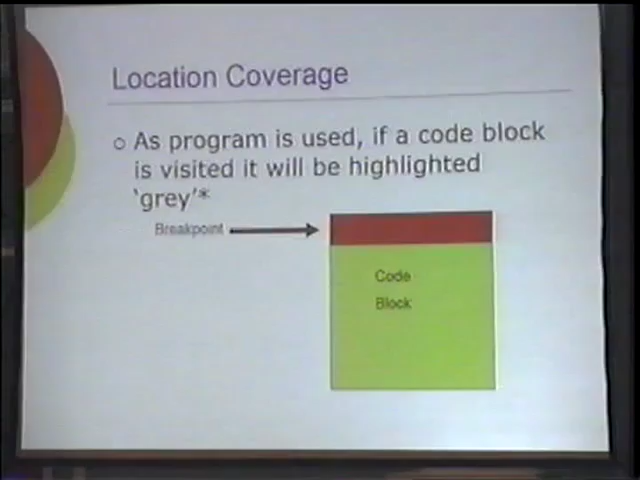 Location Coverage
As program is used, if a code block
is visited it will be highlighted
'grey'*
Breakpoint
Code
Block